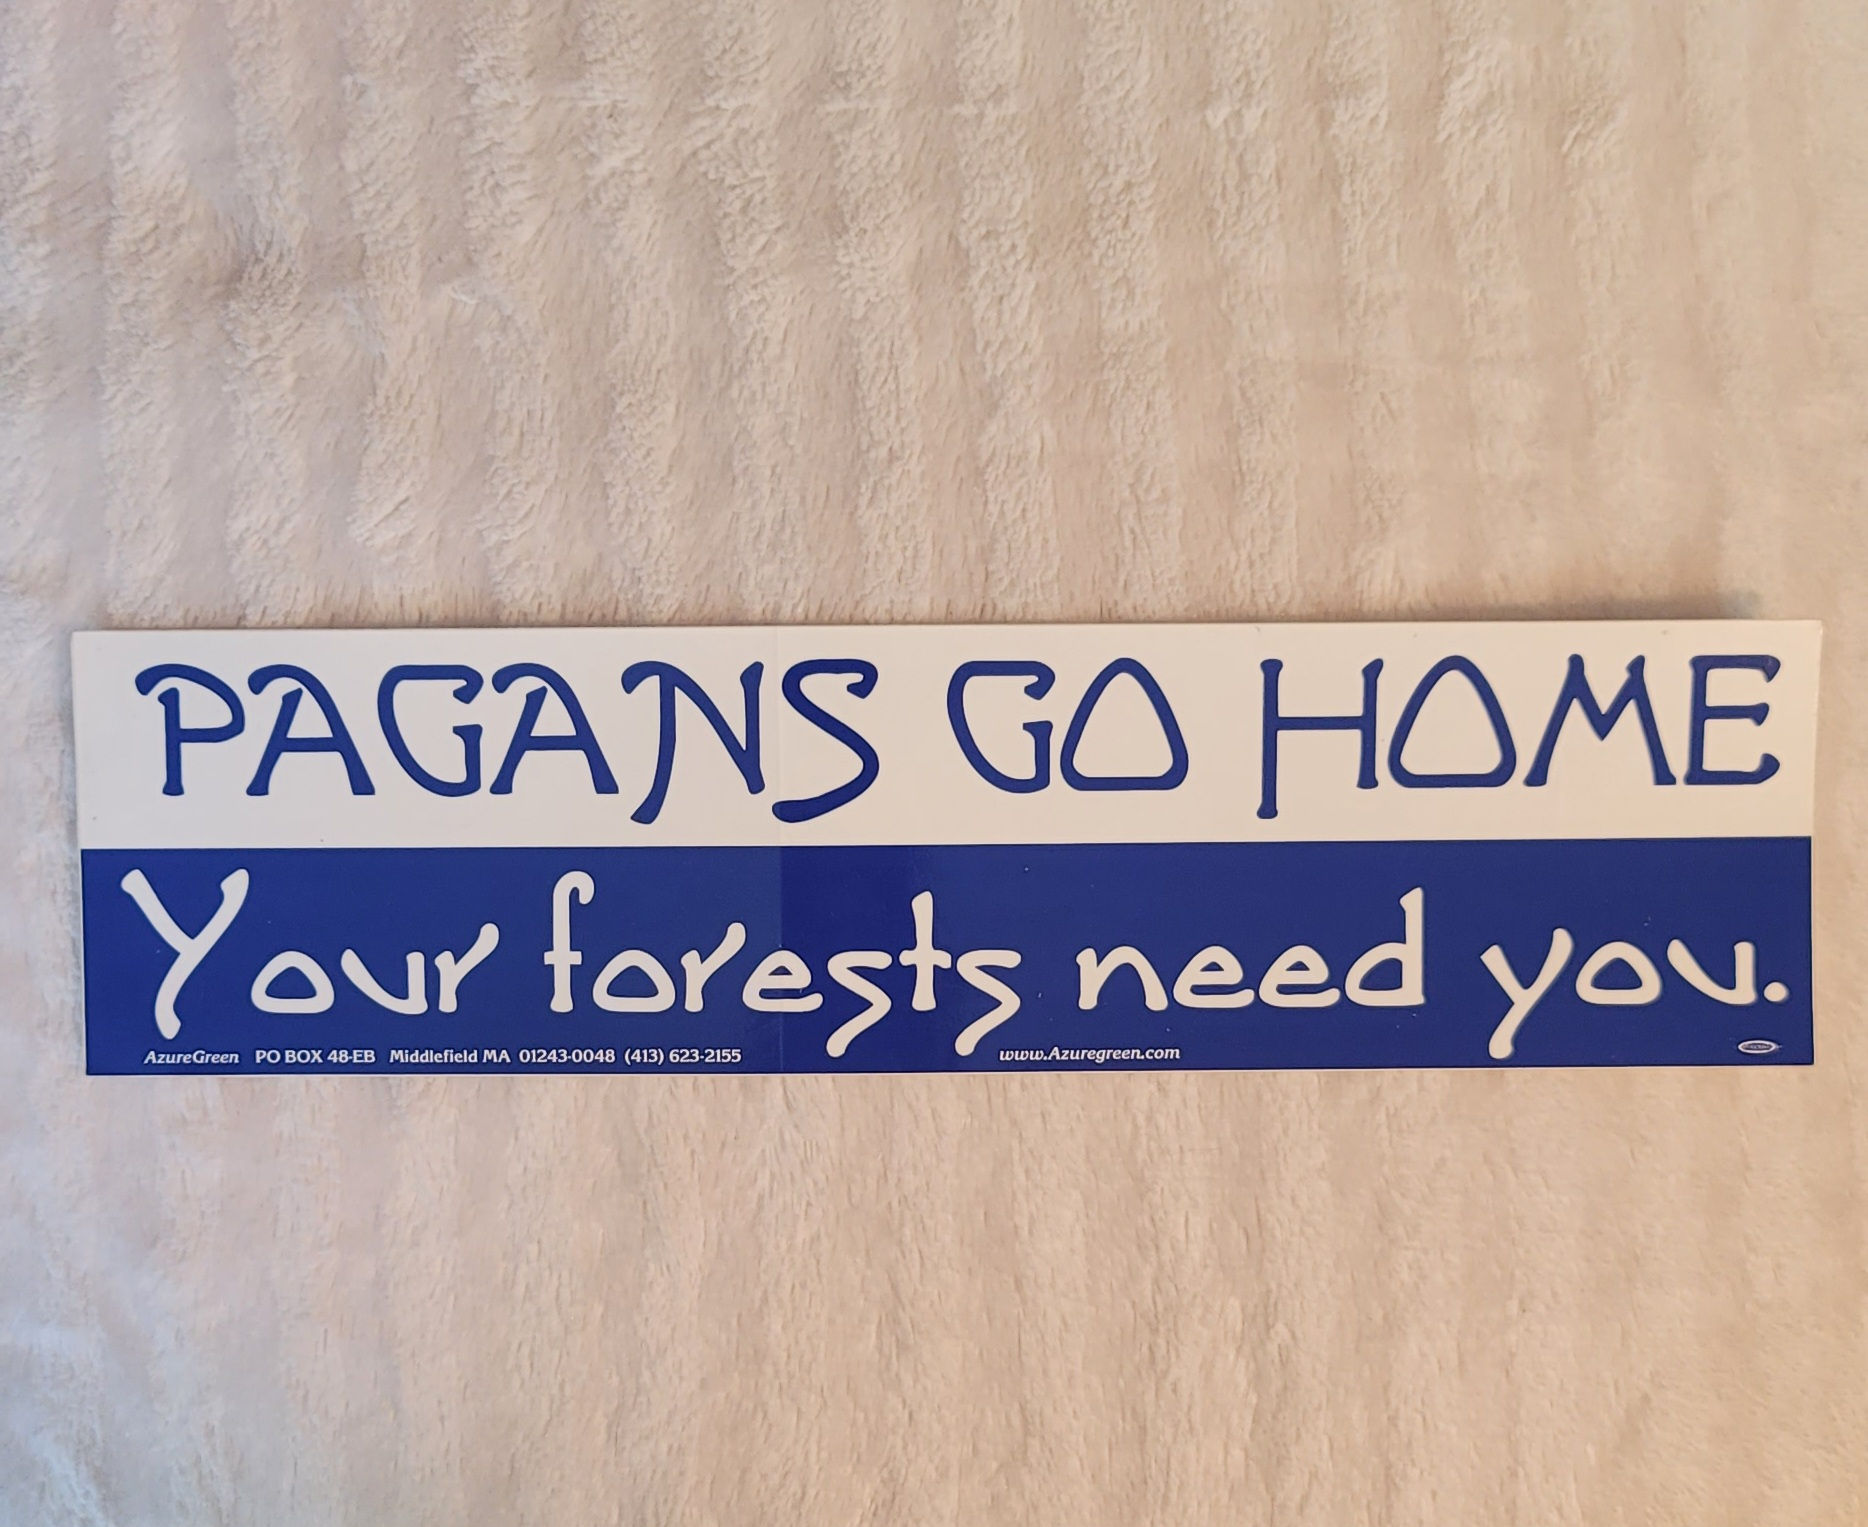 PAGANS GO HOME
Your forests need you.
AzureGreen PO BOX 48-EB Middlefield MA 01243-0048 (413) 623-2155 www.Azuregreen.com